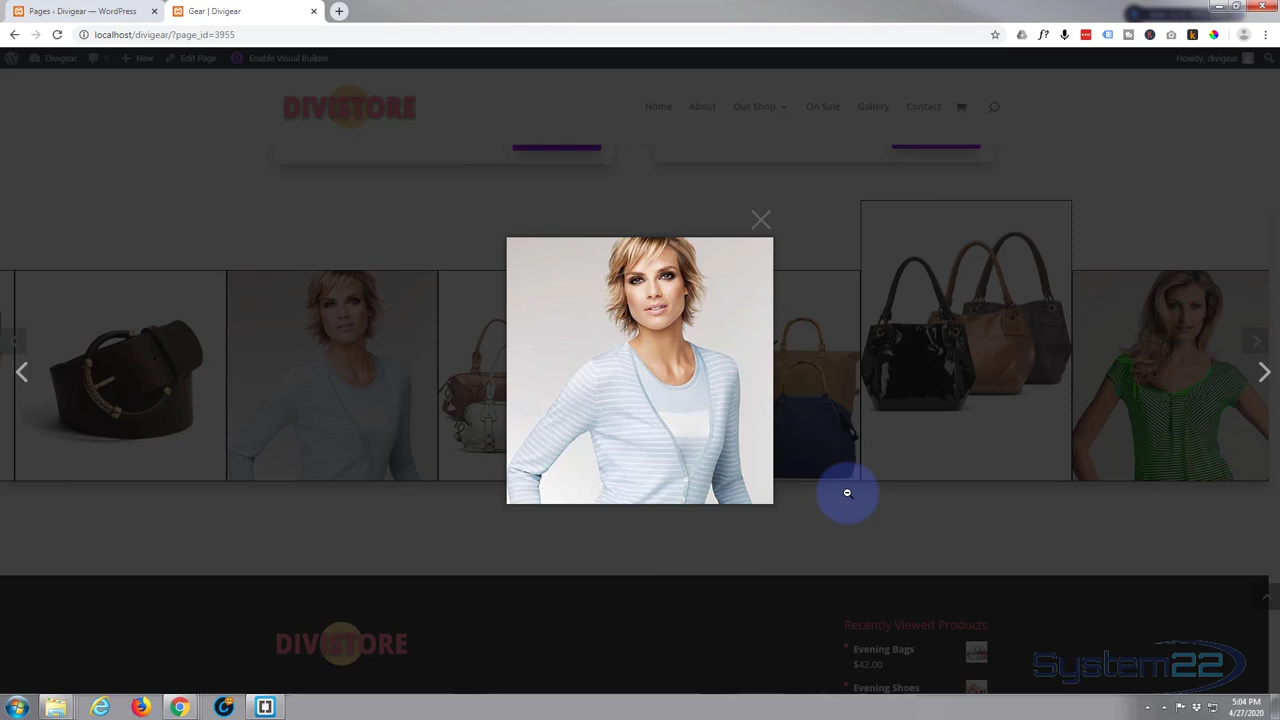 Pages ‹ Divigear — WordPress
Gear | Divigear
localhost/divigear/?page_id=3955
Divigear
0
New
Edit Page
Enable Visual Builder
Howdy, divigear
DIVISTORE
Home
About
Our Shop
On Sale
Gallery
Contact
DIVISTORE
Recently Viewed Products
Evening Bags
$42.00
Evening Shoes
System22
5:04 PM
4/27/2020